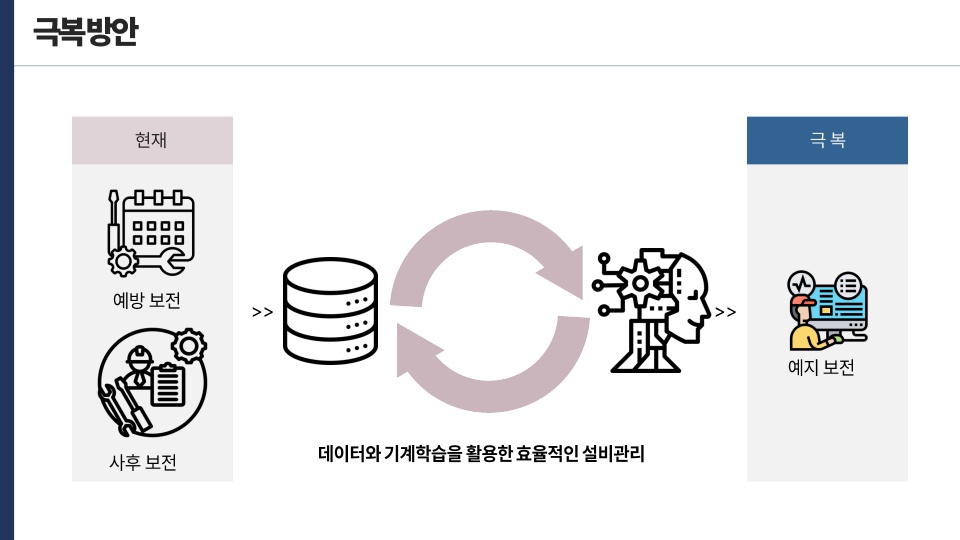 극복방안
현재
예방 보전
사후 보전
>>
데이터와 기계학습을 활용한 효율적인 설비관리
>>
극 복
예지 보전